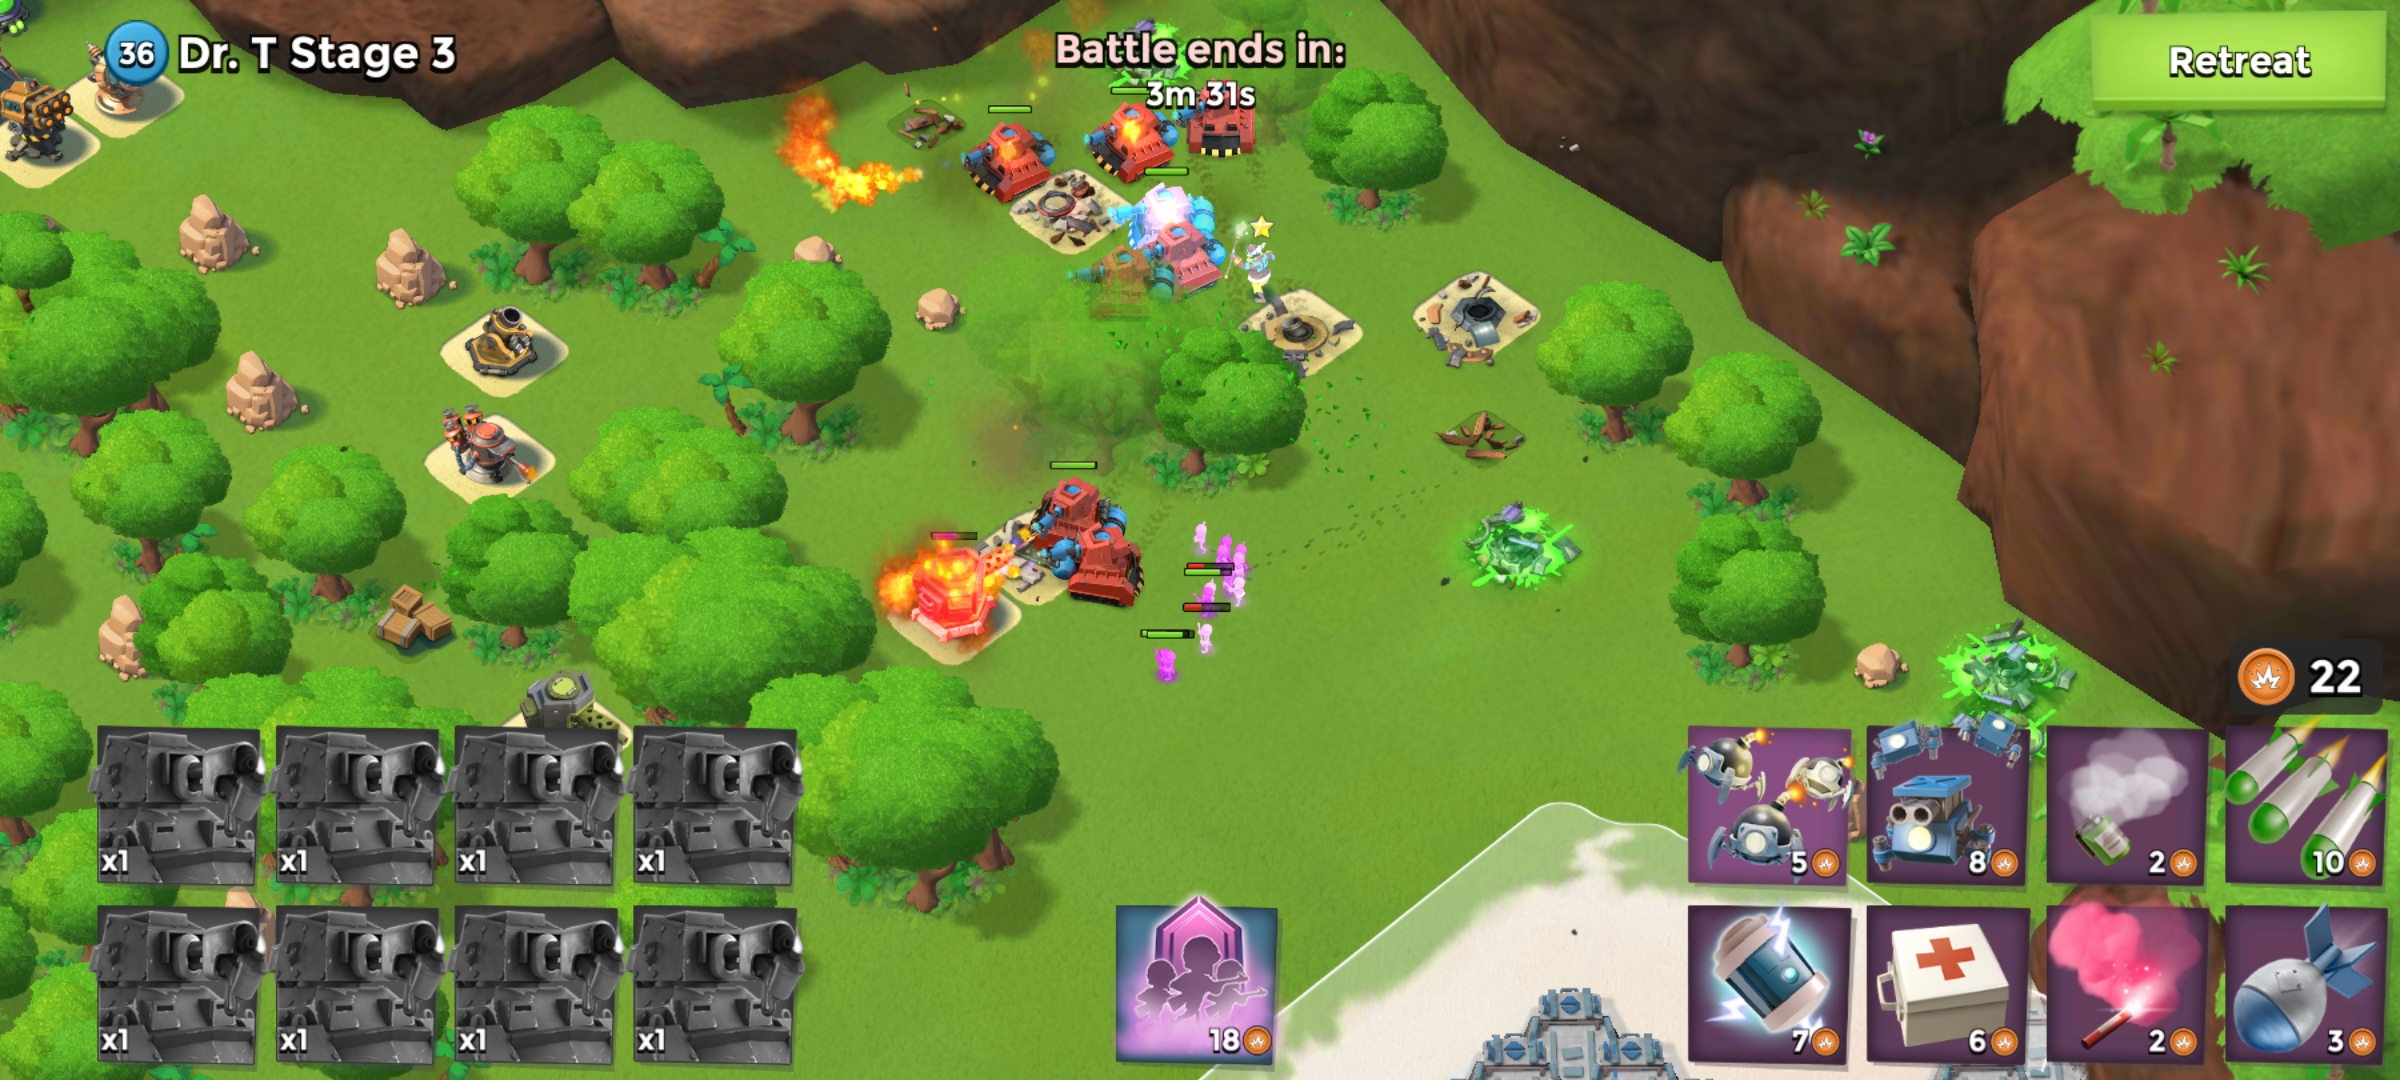 36 Dr. T Stage 3
Battle ends in:
3m 31s
Retreat
22
x1 x1 x1 x1
5 8 2 10
x1 x1 x1 x1
18
7 6 2 3